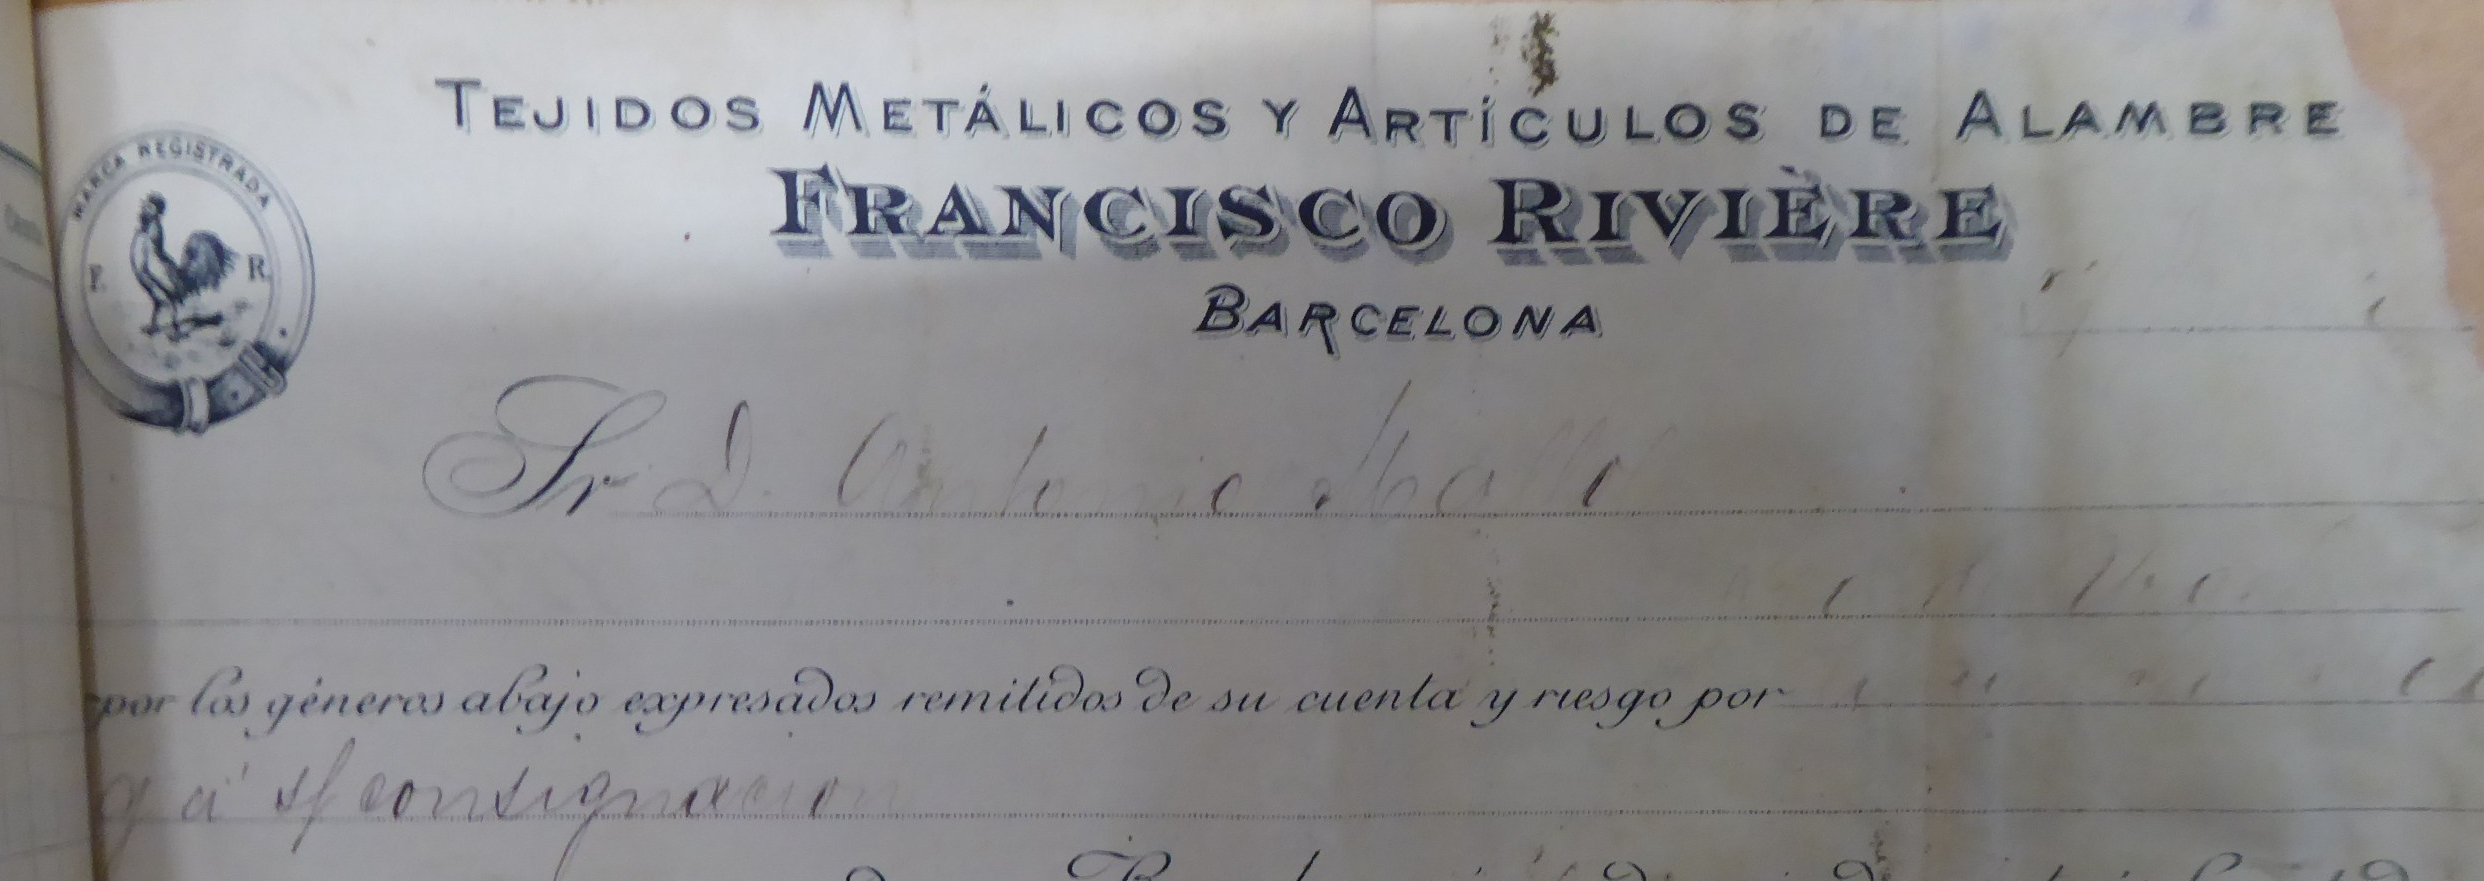 Tejidos Metálicos y Artículos de Alambre
MARCA REGISTRADA
Francisco Rivière
F. R.
Barcelona
Sr D. Antonio
por los géneros abajo expresados remitidos de su cuenta y riesgo por
y á s/ consignacion